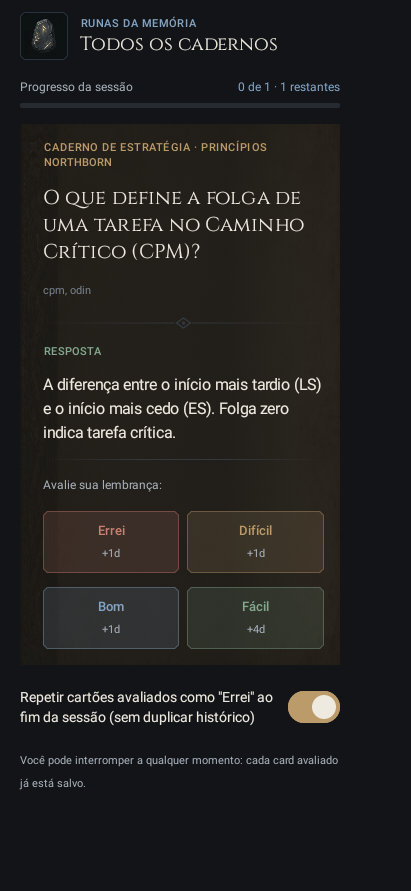 RUNAS DA MEMÓRIA
Todos os cadernos
Progresso da sessão
0 de 1 · 1 restantes
CADERNO DE ESTRATÉGIA · PRINCÍPIOS
NORTHBORN
O que define a folga de
uma tarefa no Caminho
Crítico (CPM)?
cpm, odin
RESPOSTA
A diferença entre o início mais tardio (LS)
e o início mais cedo (ES). Folga zero
indica tarefa crítica.
Avalie sua lembrança:
Errei
+1d
Difícil
+1d
Bom
+1d
Fácil
+4d
Repetir cartões avaliados como "Errei" ao
fim da sessão (sem duplicar histórico)
Você pode interromper a qualquer momento: cada card avaliado
já está salvo.